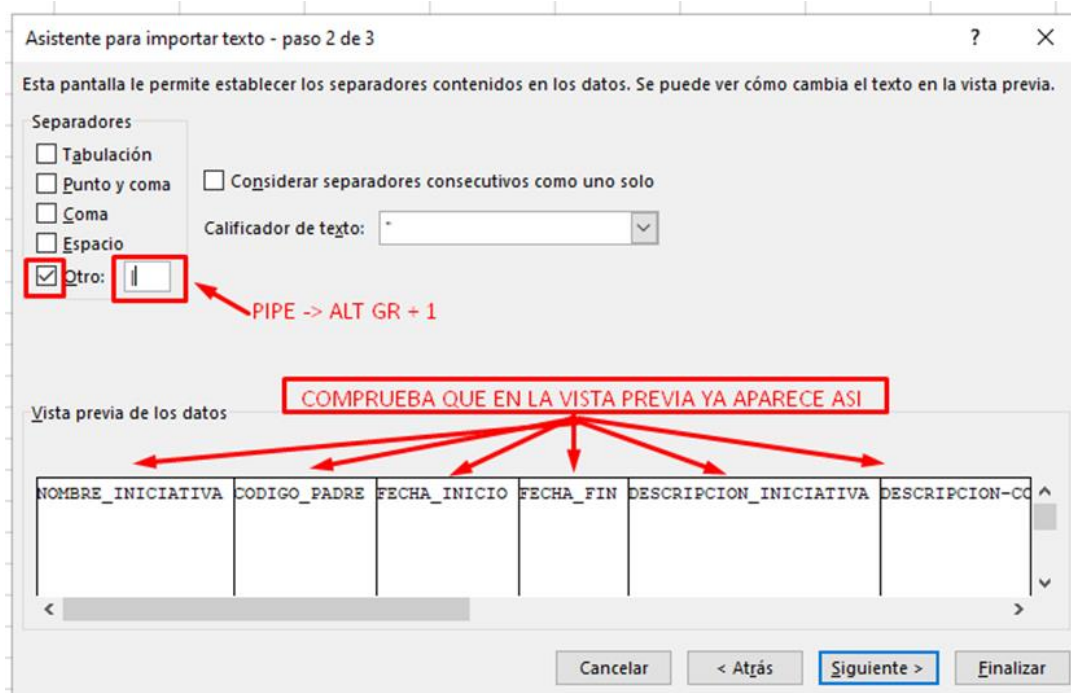 Asistente para importar texto - paso 2 de 3
? X
Esta pantalla le permite establecer los separadores contenidos en los datos. Se puede ver cómo cambia el texto en la vista previa.
Separadores
Tabulación
Punto y coma
Coma
Espacio
Otro: |
Considerar separadores consecutivos como uno solo
Calificador de texto: "
PIPE -> ALT GR + 1
COMPRUEBA QUE EN LA VISTA PREVIA YA APARECE ASI
Vista previa de los datos
NOMBRE_INICIATIVA CODIGO_PADRE FECHA_INICIO FECHA_FIN DESCRIPCION_INICIATIVA DESCRIPCION-CO
Cancelar < Atrás Siguiente > Finalizar